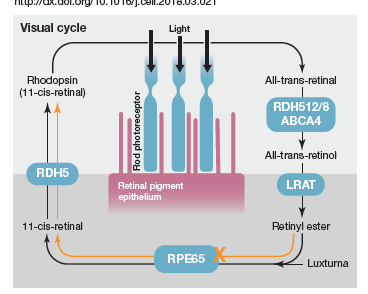 http://dx.doi.org/10.1016/j.cell.2018.03.021
Visual cycle
Light
Rhodopsin
(11-cis-retinal)
All-trans-retinal
Rod photoreceptor
RDH512/8
ABCA4
All-trans-retinol
RDH5
Retinal pigment
epithelium
LRAT
11-cis-retinal
Retinyl ester
RPE65
X
Luxturna